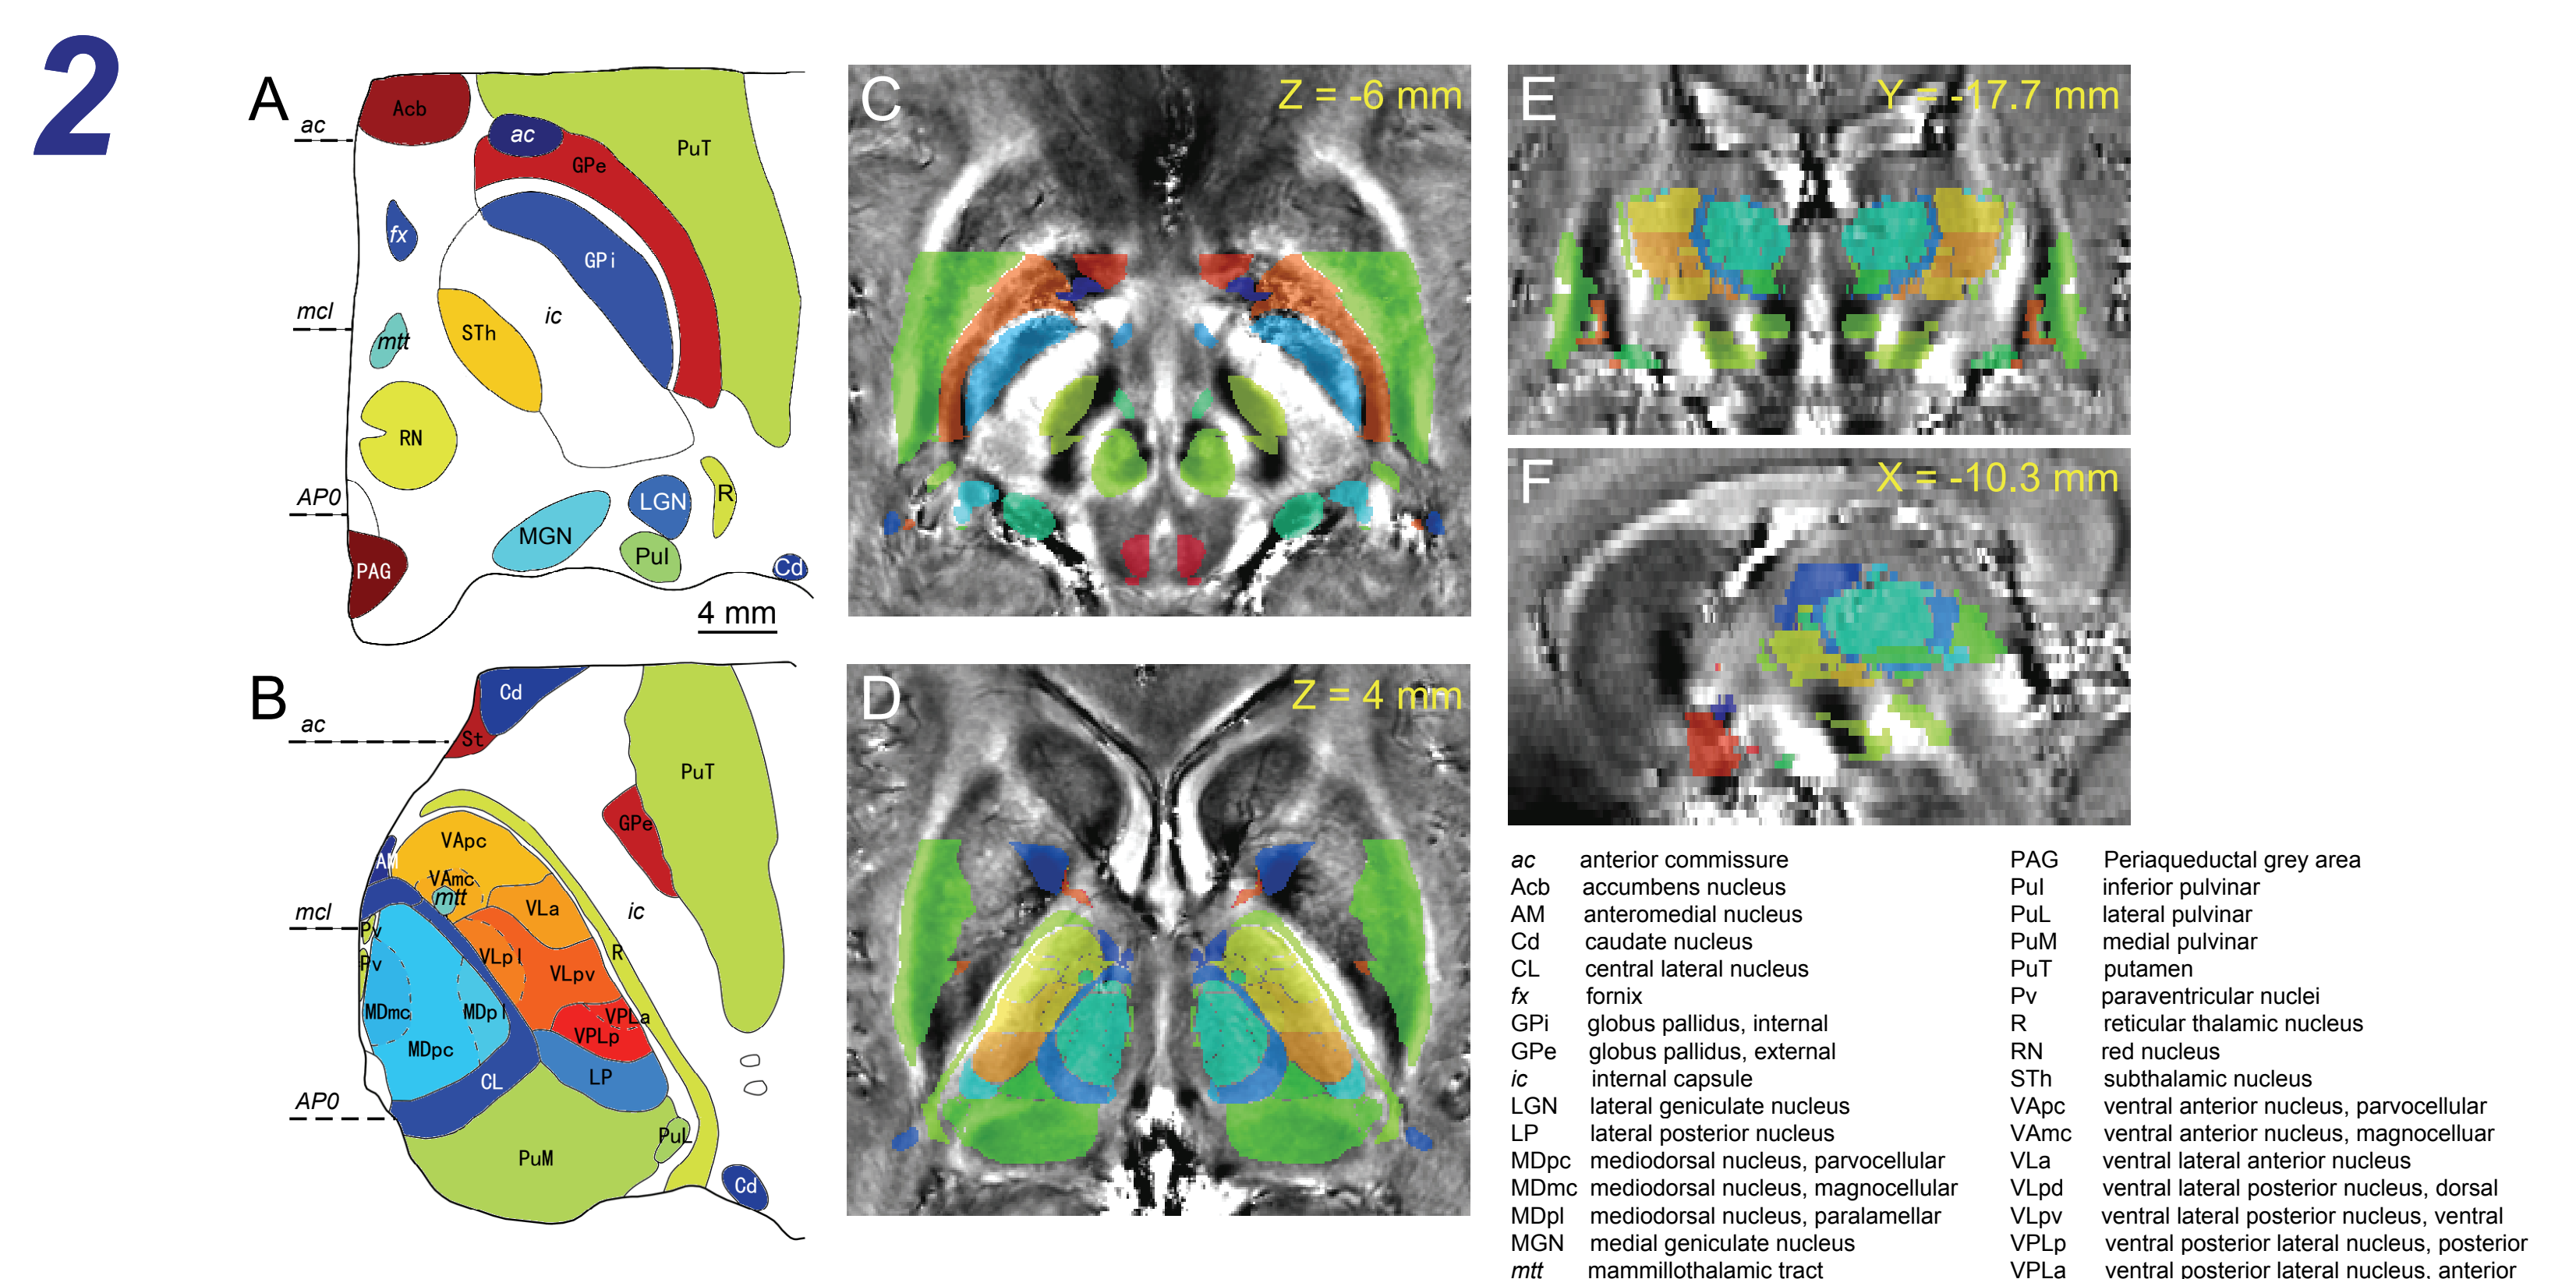 2
A
ac
Acb
ac
PuT
GPe
fx
GPi
mcl
ic
mtt
STh
RN
AP0
LGN
R
MGN
PuI
PAG
Cd
4 mm
B
Cd
ac
St
PuT
GPe
VApc
AM
VAmc
mtt
VLa
mcl
ic
Pv
R
VLpl
VLpv
Pv
MDmc
MDpl
VPLa
VPLp
MDpc
CL
LP
AP0
PuL
PuM
Cd
C
Z = -6 mm
D
Z = 4 mm
E
Y = -17.7 mm
F
X = -10.3 mm
ac anterior commissure
Acb accumbens nucleus
AM anteromedial nucleus
Cd caudate nucleus
CL central lateral nucleus
fx fornix
GPi globus pallidus, internal
GPe globus pallidus, external
ic internal capsule
LGN lateral geniculate nucleus
LP lateral posterior nucleus
MDpc mediodorsal nucleus, parvocellular
MDmc mediodorsal nucleus, magnocellular
MDpl mediodorsal nucleus, paralamellar
MGN medial geniculate nucleus
mtt mammillothalamic tract
PAG Periaqueductal grey area
PuI inferior pulvinar
PuL lateral pulvinar
PuM medial pulvinar
PuT putamen
Pv paraventricular nuclei
R reticular thalamic nucleus
RN red nucleus
STh subthalamic nucleus
VApc ventral anterior nucleus, parvocellular
VAmc ventral anterior nucleus, magnocelluar
VLa ventral lateral anterior nucleus
VLpd ventral lateral posterior nucleus, dorsal
VLpv ventral lateral posterior nucleus, ventral
VPLp ventral posterior lateral nucleus, posterior
VPLa ventral posterior lateral nucleus, anterior